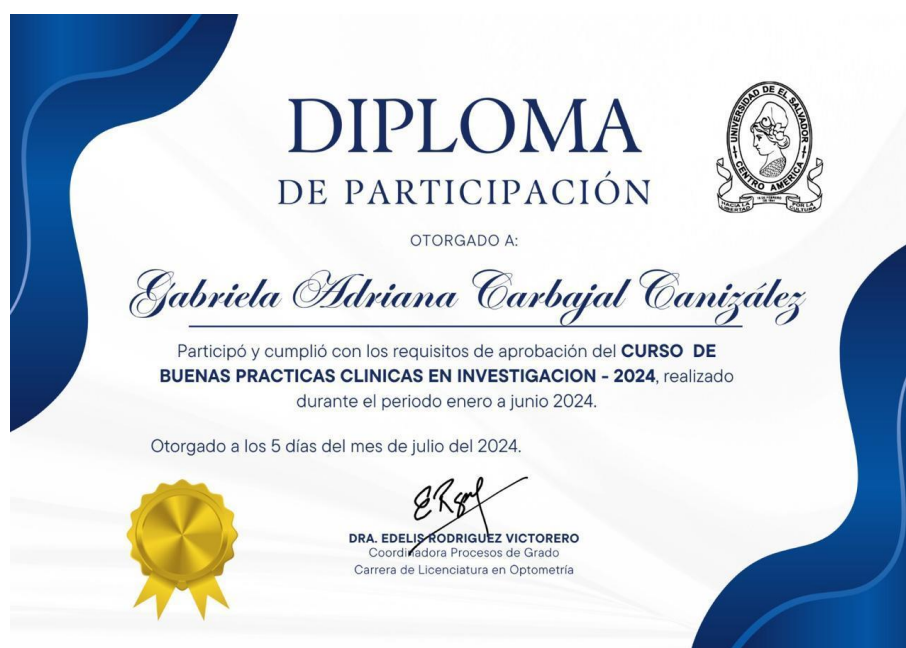 DIPLOMA
DE PARTICIPACIÓN
UNIVERSIDAD DE EL SALVADOR
CENTRO AMERICA
HACIA LA LIBERTAD
POR LA CULTURA
OTORGADO A:
Gabriela Adriana Carbajal Canizález
Participó y cumplió con los requisitos de aprobación del CURSO DE
BUENAS PRACTICAS CLINICAS EN INVESTIGACION - 2024, realizado
durante el periodo enero a junio 2024.
Otorgado a los 5 días del mes de julio del 2024.
DRA. EDELIS RODRIGUEZ VICTORERO
Coordinadora Procesos de Grado
Carrera de Licenciatura en Optometría